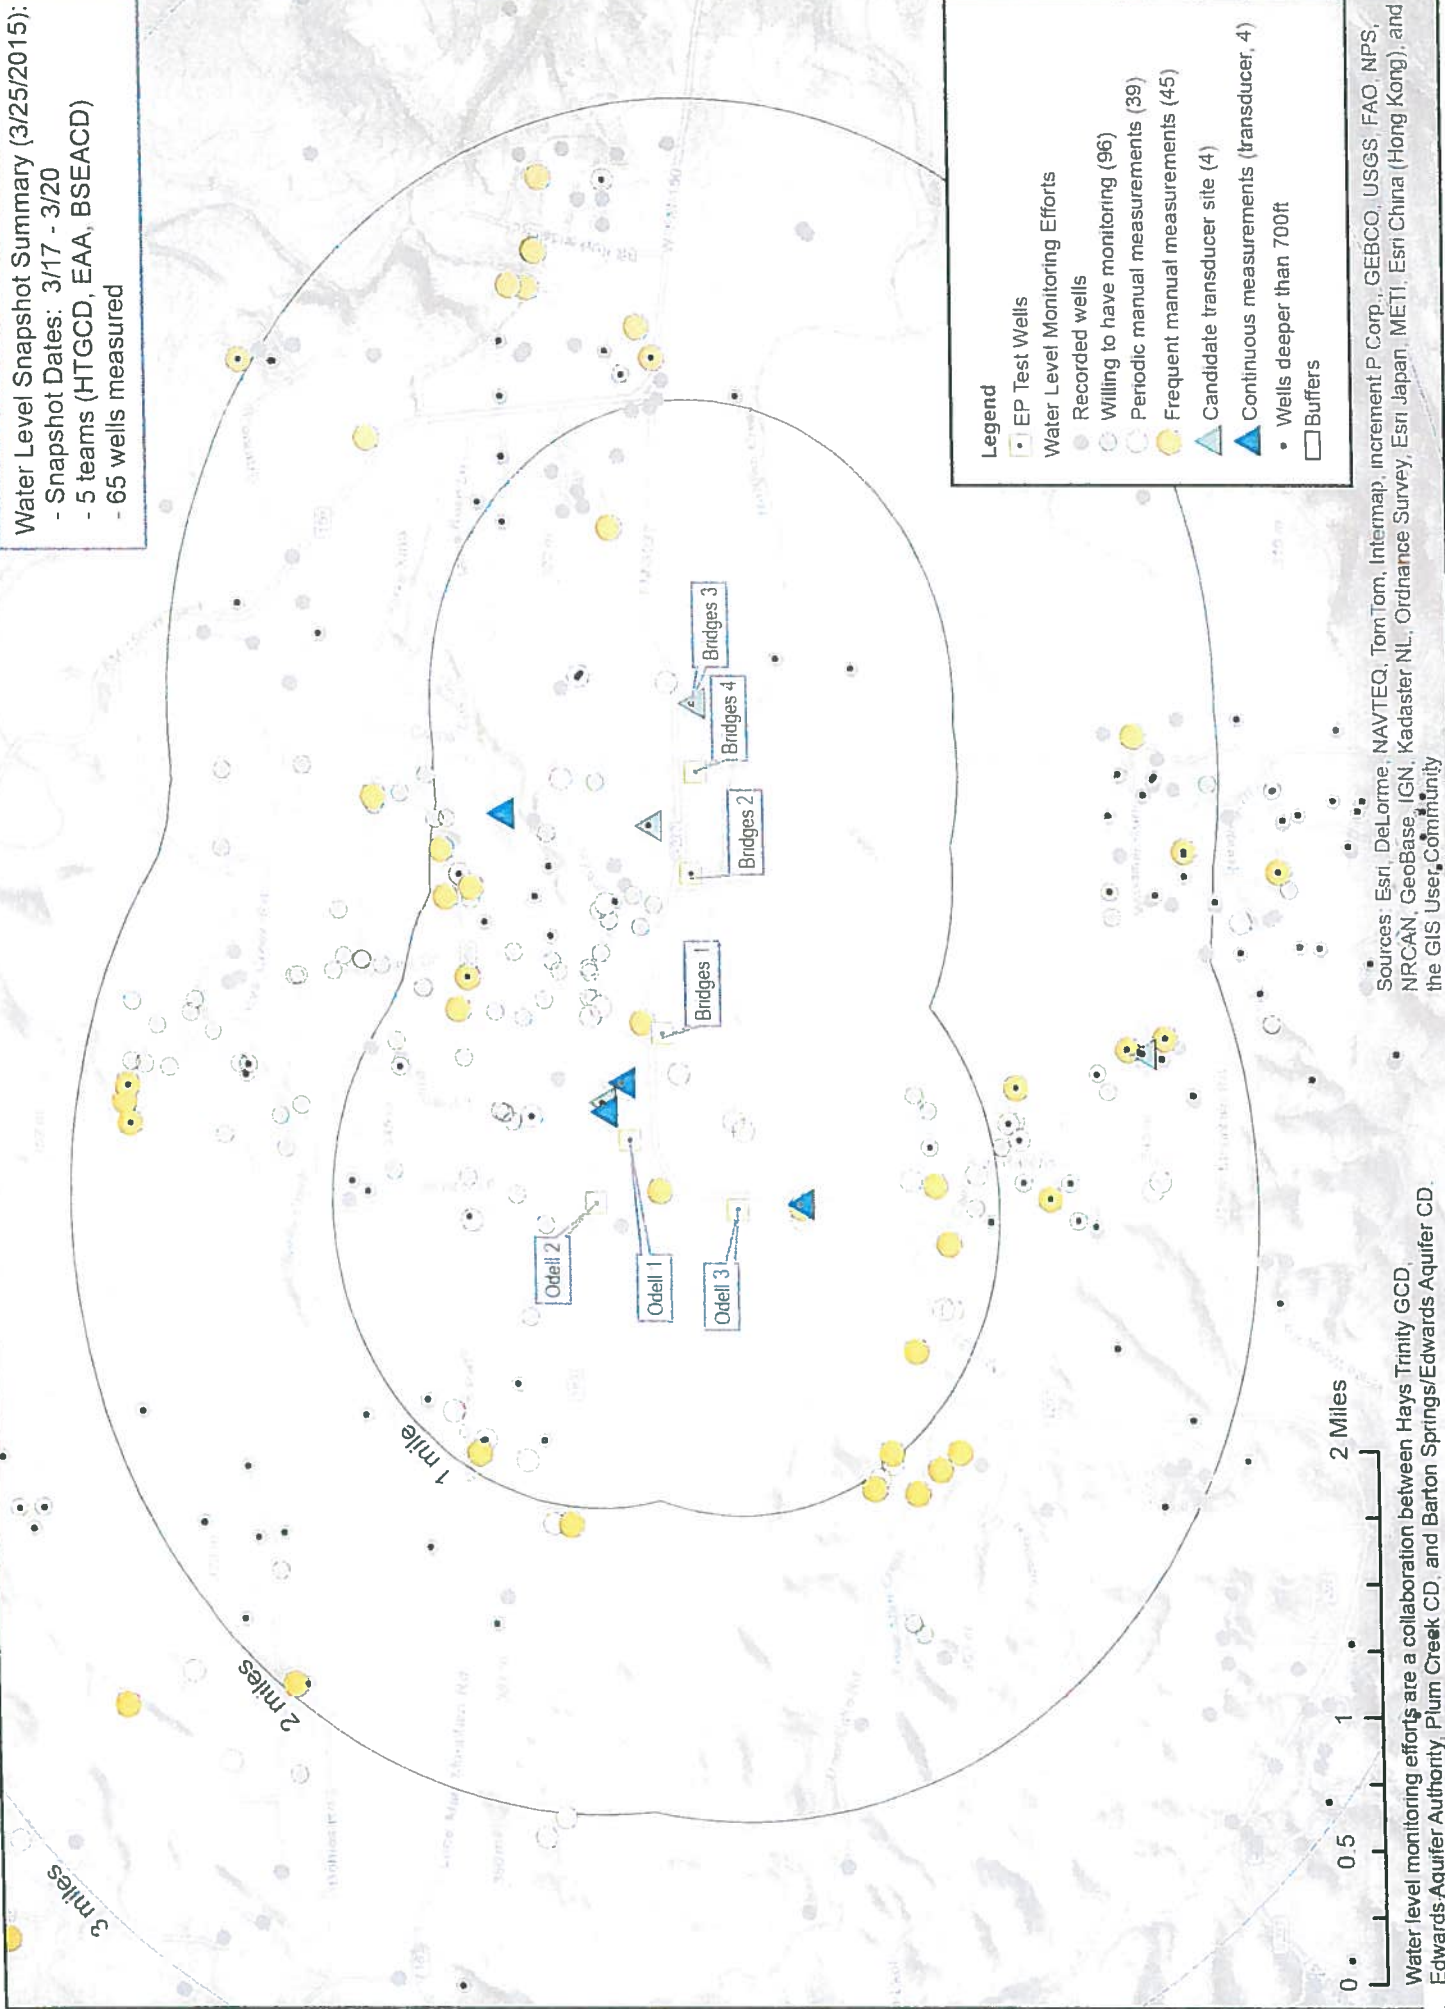 Water Level Snapshot Summary (3/25/2015):
- Snapshot Dates: 3/17 - 3/20
- 5 teams (HTGCD, EAA, BSEACD)
- 65 wells measured
3 miles
2 miles
1 mile
Odell 2
Odell 1
Odell 3
Bridges 1
Bridges 2
Bridges 4
Bridges 3
Legend
EP Test Wells
Water Level Monitoring Efforts
Recorded wells
Willing to have monitoring (96)
Periodic manual measurements (39)
Frequent manual measurements (45)
Candidate transducer site (4)
Continuous measurements (transducer, 4)
Wells deeper than 700ft
Buffers
0 0.5 1 2 Miles
Sources: Esri, DeLorme, NAVTEQ, TomTom, Intermap, increment P Corp., GEBCO, USGS, FAO, NPS,
NRCAN, GeoBase, IGN, Kadaster NL, Ordnance Survey, Esri Japan, METI, Esri China (Hong Kong), and
the GIS User Community
Water level monitoring efforts are a collaboration between Hays Trinity GCD,
Edwards Aquifer Authority, Plum Creek CD, and Barton Springs/Edwards Aquifer CD.